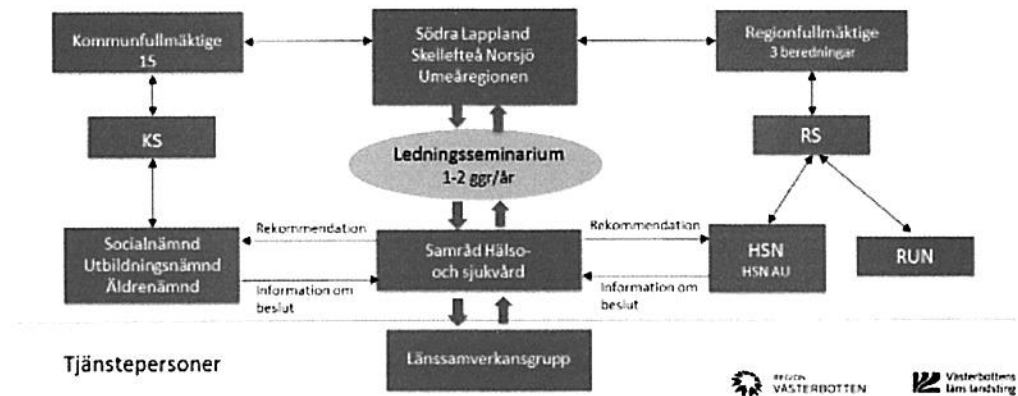 Kommunfullmäktige
15
Södra Lappland
Skellefteå Norsjö
Umeåregionen
Regionfullmäktige
3 beredningar
KS
Ledningsseminarium
1-2 ggr/år
RS
Socialnämnd
Utbildningsnämnd
Äldrenämnd
Rekommendation
Information om
beslut
Samråd Hälso-
och sjukvård
Rekommendation
Information om
beslut
HSN
HSN AU
RUN
Tjänstepersoner
Länssamverkansgrupp
REGION
VÄSTERBOTTEN
Västerbottens
läns landsting